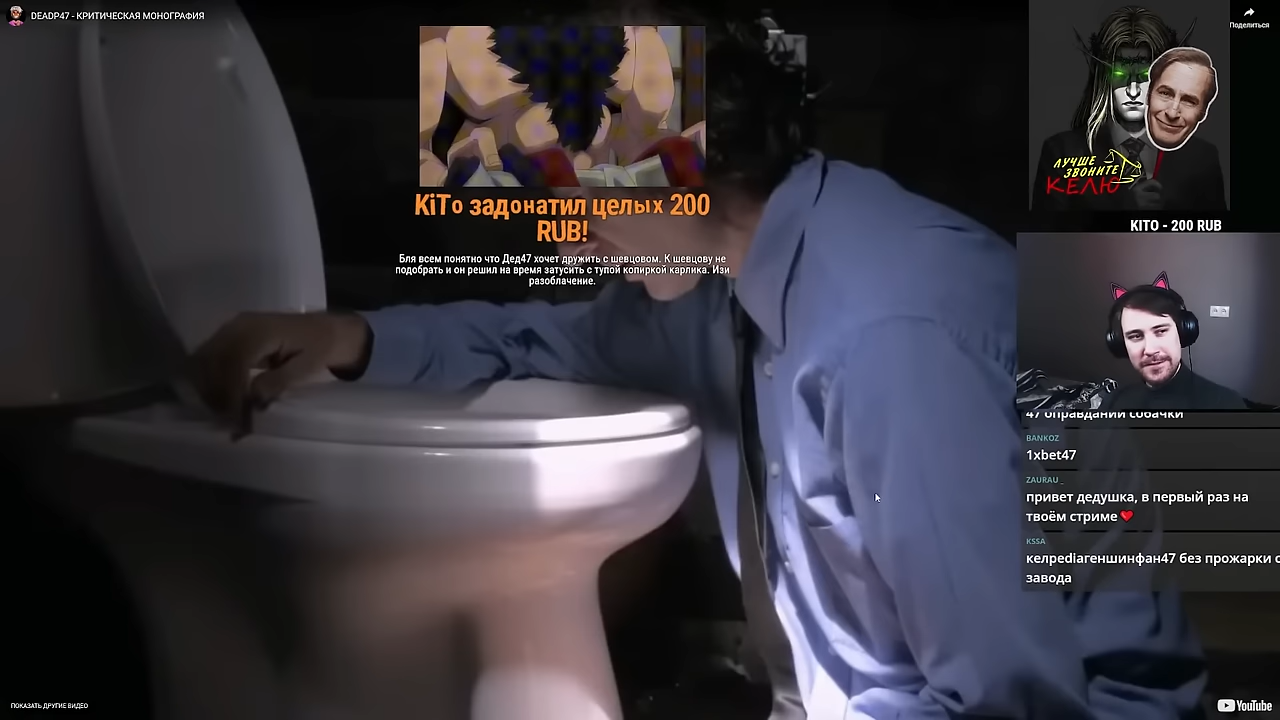 DEADP47 - КРИТИЧЕСКАЯ МОНОГРАФИЯ
Поделиться
KiTo задонатил целых 200
RUB!
Бля всем понятно что Дед47 хочет дружить с шевцовом. К шевцову не
подобрать и он решил на время затусить с тупой копиркой карлика. Изи
разоблачение.
ЛУЧШЕ
ЗВОНИТЕ
КЕЛЮ
KITO - 200 RUB
47 оправданий собачки
BANKOZ
1xbet47
ZAURAU_
привет дедушка, в первый раз на
твоём стриме❤️
KSSA
келреdiaгеншинфан47 без прожарки с
завода
ПОКАЗАТЬ ДРУГИЕ ВИДЕО
YouTube